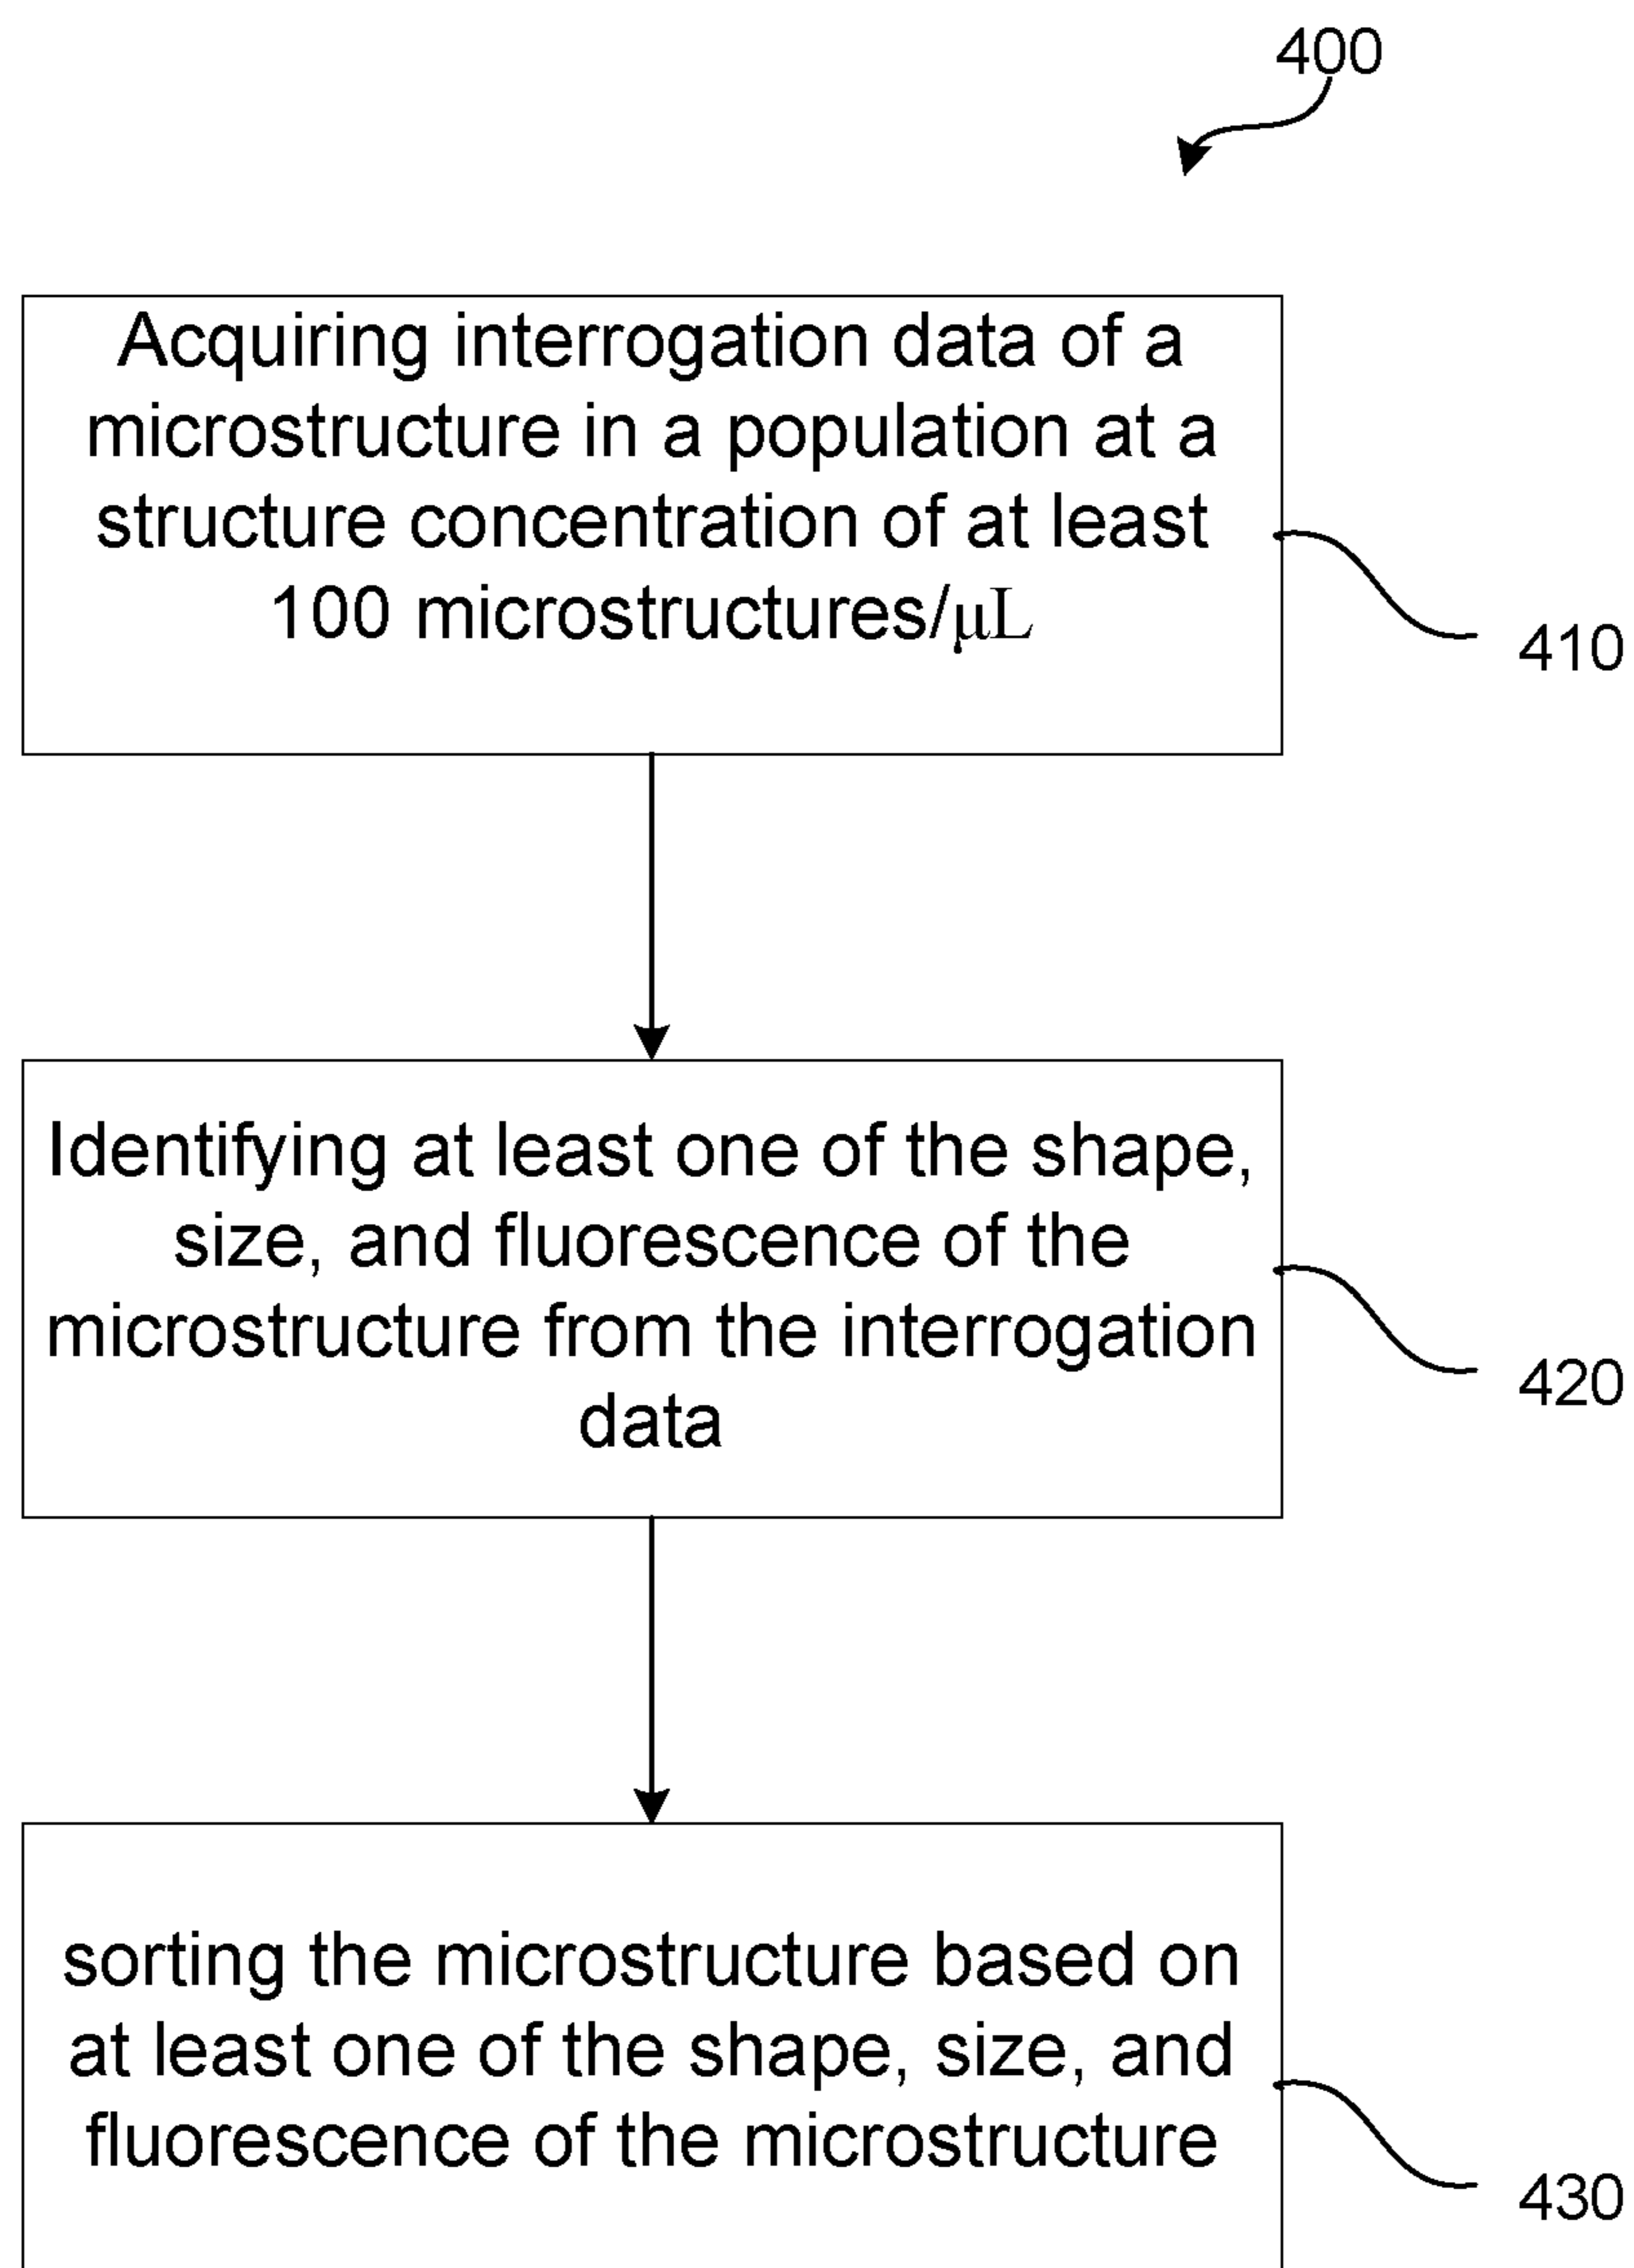 400
Acquiring interrogation data of a
microstructure in a population at a
structure concentration of at least
100 microstructures/μL
410
Identifying at least one of the shape,
size, and fluorescence of the
microstructure from the interrogation
data
420
sorting the microstructure based on
at least one of the shape, size, and
fluorescence of the microstructure
430